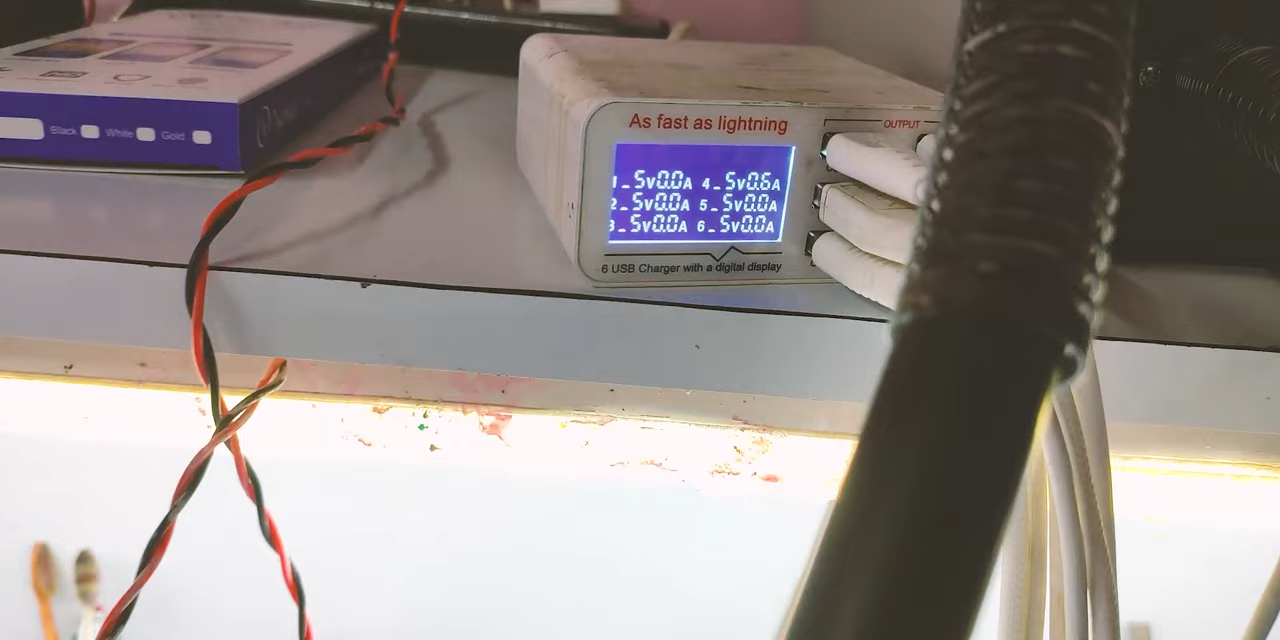 Black White Gold
As fast as lightning
OUTPUT
1_5v0.0A 4_5v0.6A
2_5v0.0A 5_5v0.0A
3_5v0.0A 6_5v0.0A
6 USB Charger with a digital display